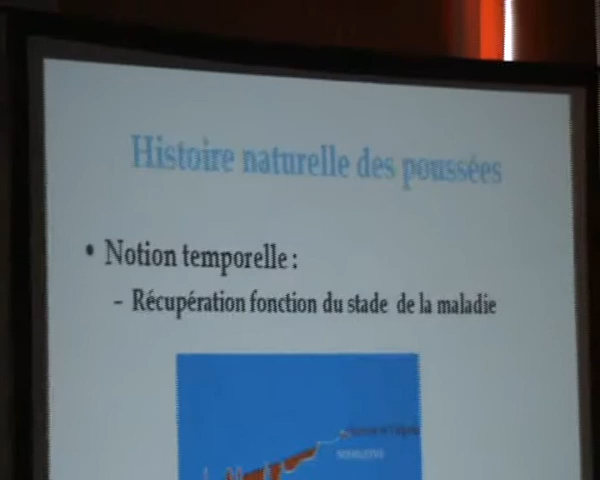 Histoire naturelle des poussées
• Notion temporelle :
– Récupération fonction du stade de la maladie